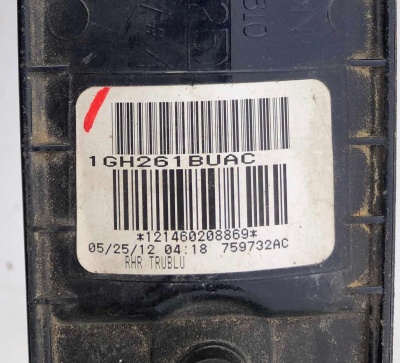 1GH261BUAC
*121460208869*
05/25/12 04:18 759732AC
RHR TRUBLU